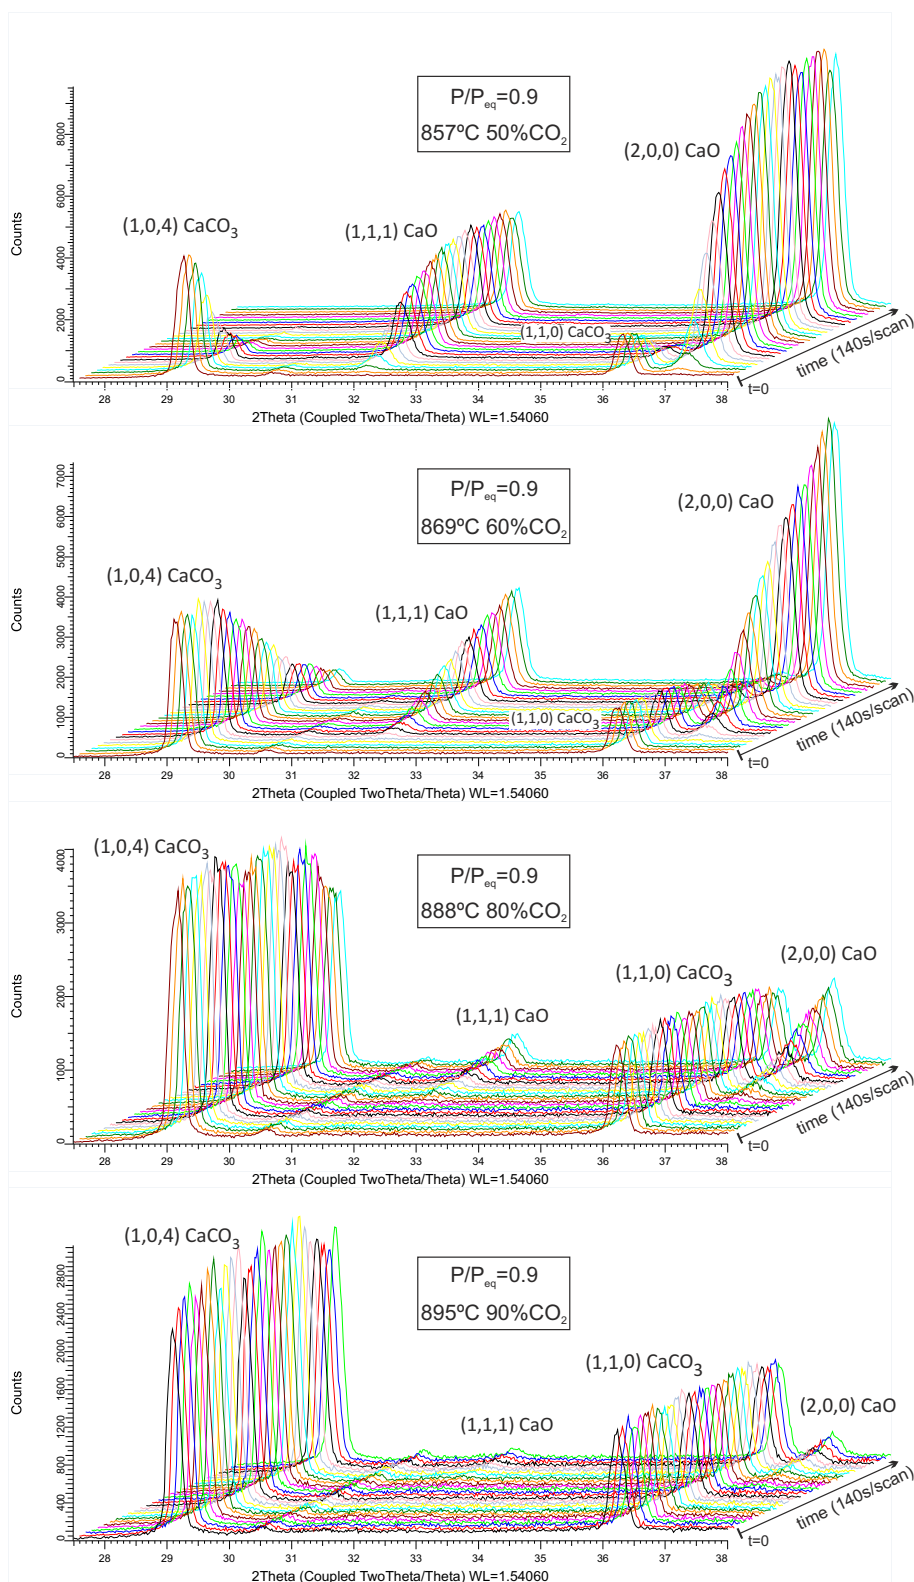 P/Peq=0.9
857ºC 50%CO2
(2,0,0) CaO
(1,0,4) CaCO3
(1,1,1) CaO
(1,1,0) CaCO3
Counts
0 2000 4000 6000 8000
28 29 30 31 32 33 34 35 36 37 38
t=0
time (140s/scan)
2Theta (Coupled TwoTheta/Theta) WL=1.54060
P/Peq=0.9
869ºC 60%CO2
(2,0,0) CaO
(1,0,4) CaCO3
(1,1,1) CaO
(1,1,0) CaCO3
Counts
0 1000 2000 3000 4000 5000 6000 7000
28 29 30 31 32 33 34 35 36 37 38
t=0
time (140s/scan)
2Theta (Coupled TwoTheta/Theta) WL=1.54060
(1,0,4) CaCO3
P/Peq=0.9
888ºC 80%CO2
(2,0,0) CaO
(1,1,0) CaCO3
(1,1,1) CaO
Counts
0 1000 2000 3000 4000
28 29 30 31 32 33 34 35 36 37 38
t=0
time (140s/scan)
2Theta (Coupled TwoTheta/Theta) WL=1.54060
(1,0,4) CaCO3
P/Peq=0.9
895ºC 90%CO2
(1,1,0) CaCO3
(2,0,0) CaO
(1,1,1) CaO
Counts
0 400 800 1200 1600 2000 2400 2800
28 29 30 31 32 33 34 35 36 37 38
t=0
time (140s/scan)
2Theta (Coupled TwoTheta/Theta) WL=1.54060